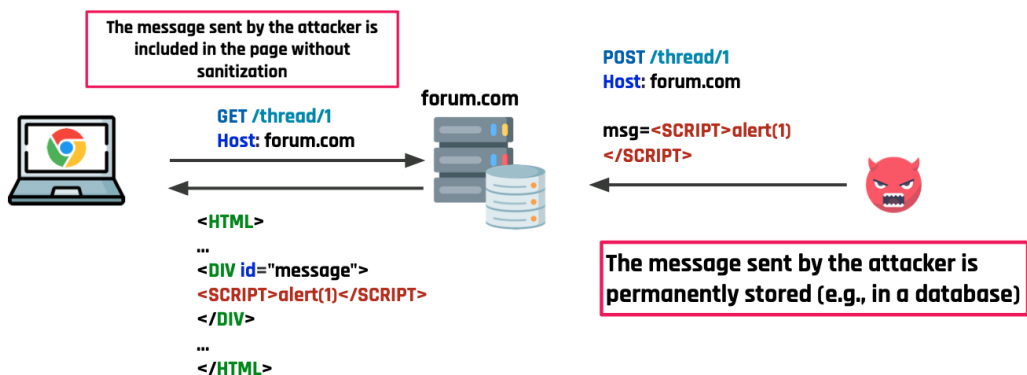 The message sent by the attacker is
included in the page without
sanitization
GET /thread/1
Host: forum.com
forum.com
POST /thread/1
Host: forum.com
msg=<SCRIPT>alert(1)
</SCRIPT>
<HTML>
...
<DIV id="message">
<SCRIPT>alert(1)</SCRIPT>
</DIV>
...
</HTML>
The message sent by the attacker is
permanently stored (e.g., in a database)